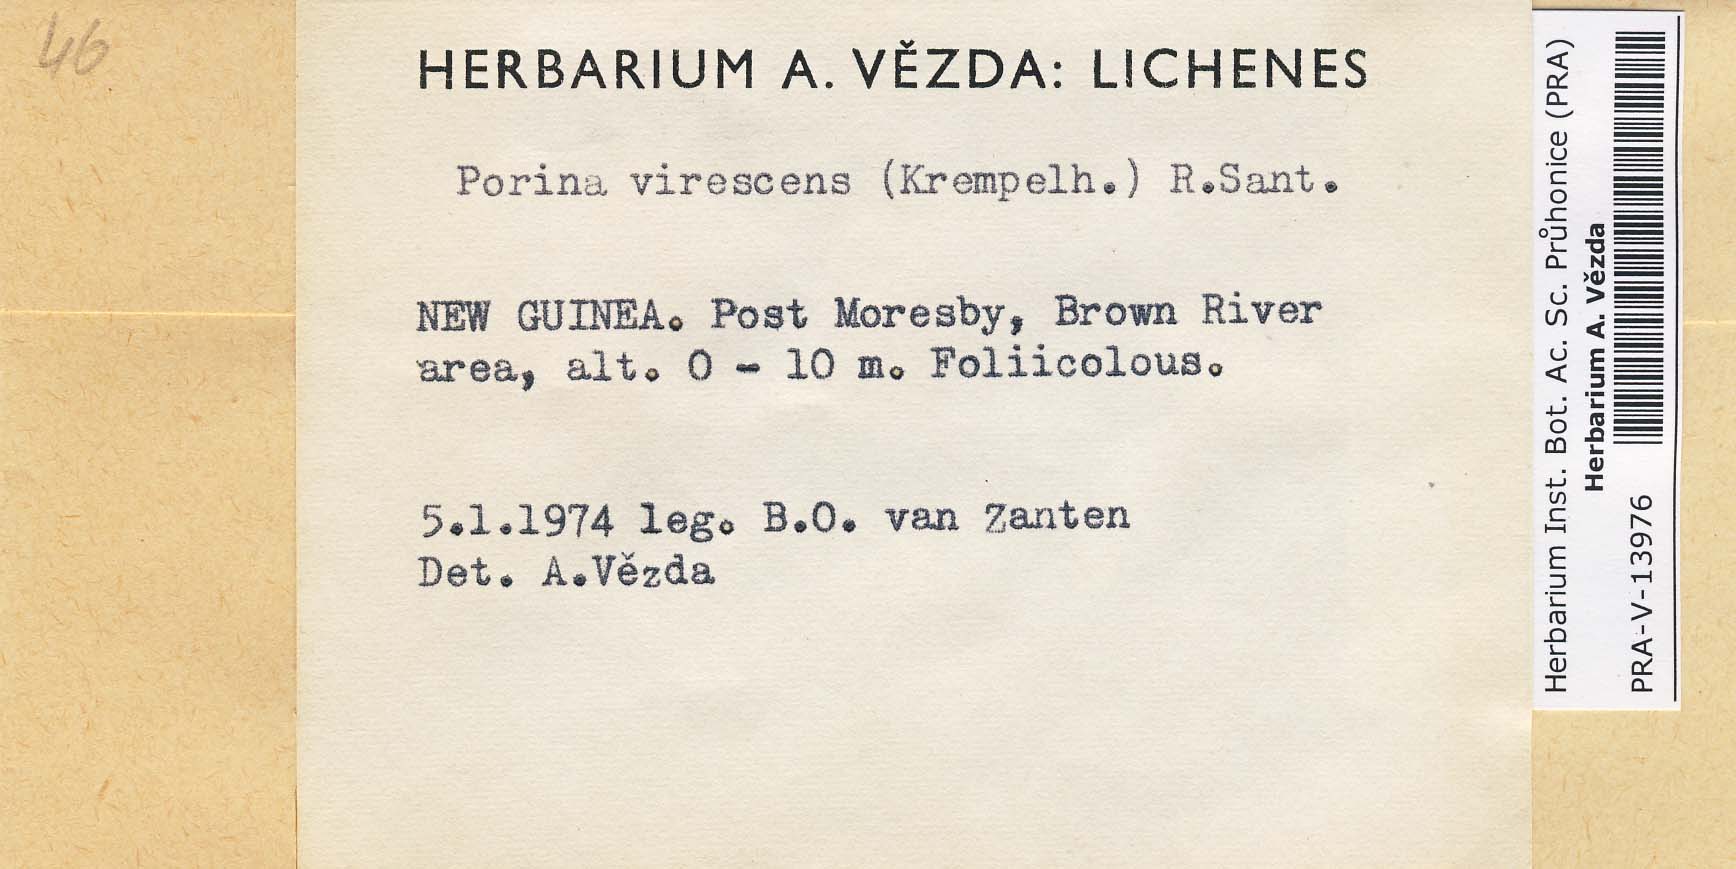 46
HERBARIUM A. VĚZDA: LICHENES
Porina virescens (Krempelh.) R.Sant.
NEW GUINEA. Post Moresby, Brown River
area, alt. 0 - 10 m. Foliicolous.
5.1.1974 leg. B.O. van Zanten
Det. A.Vězda
Herbarium Inst. Bot. Ac. Sc. Průhonice (PRA)
Herbarium A. Vězda
PRA-V-13976